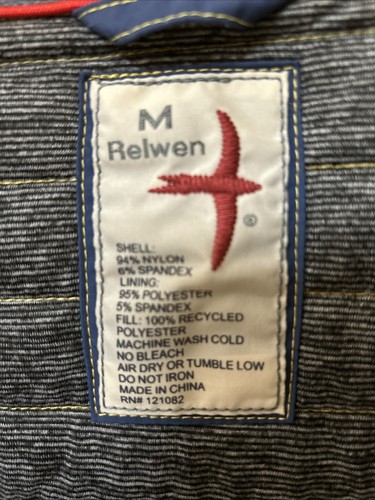 M
Relwen
®
SHELL:
94% NYLON
6% SPANDEX
LINING:
95% POLYESTER
5% SPANDEX
FILL: 100% RECYCLED
POLYESTER
MACHINE WASH COLD
NO BLEACH
AIR DRY OR TUMBLE LOW
DO NOT IRON
MADE IN CHINA
RN# 121082